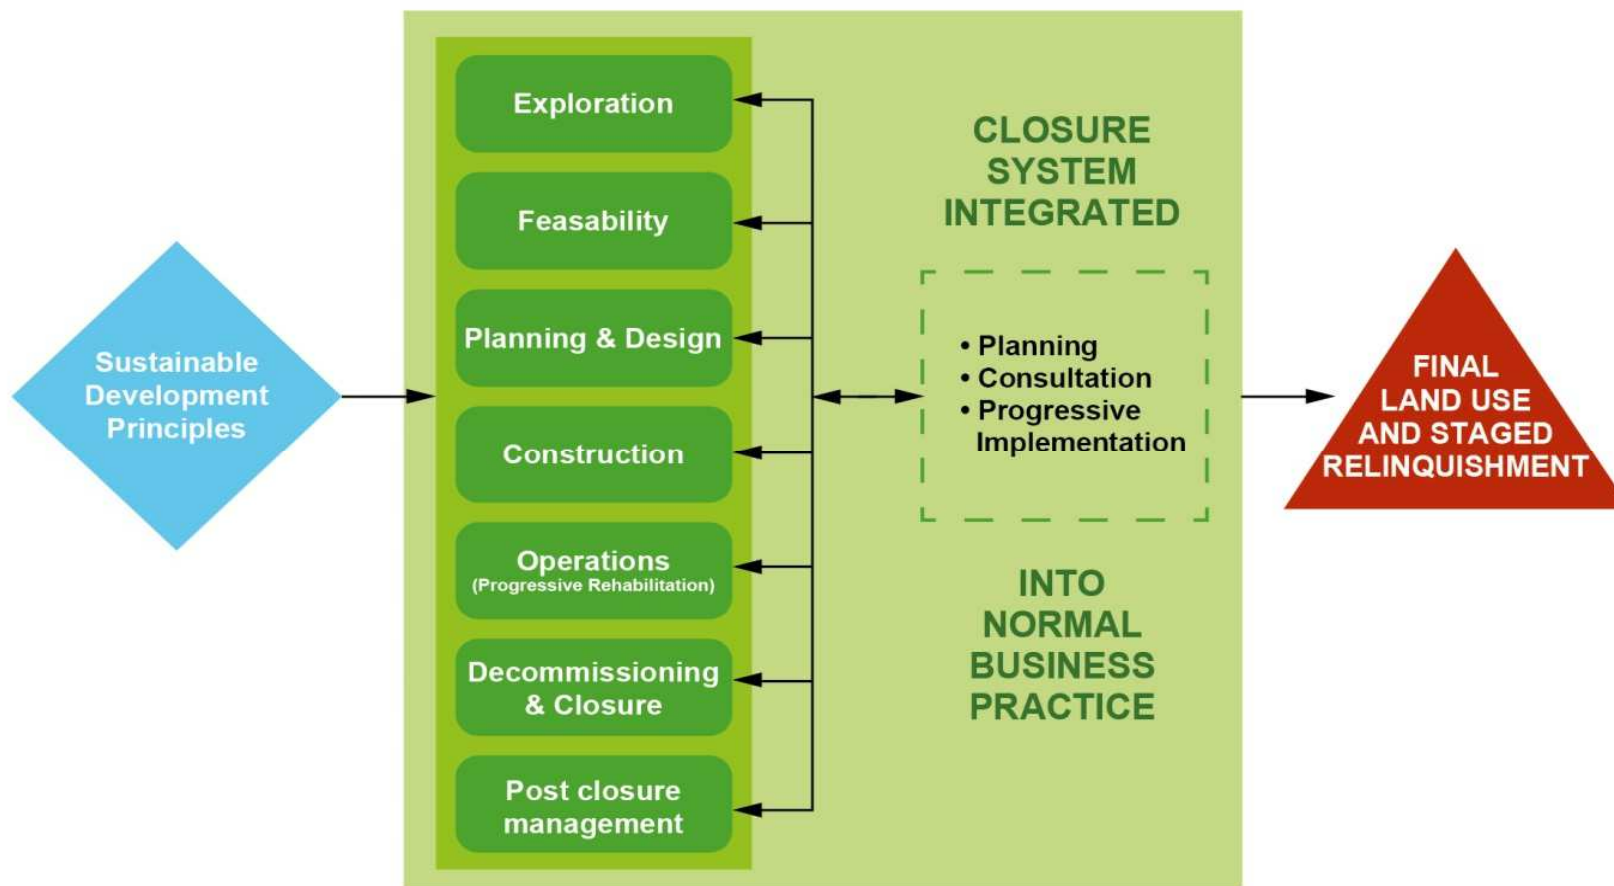 Sustainable
Development
Principles
Exploration
Feasability
Planning & Design
Construction
Operations
(Progressive Rehabilitation)
Decommissioning
& Closure
Post closure
management
CLOSURE
SYSTEM
INTEGRATED
• Planning
• Consultation
• Progressive
Implementation
INTO
NORMAL
BUSINESS
PRACTICE
FINAL
LAND USE
AND STAGED
RELINQUISHMENT